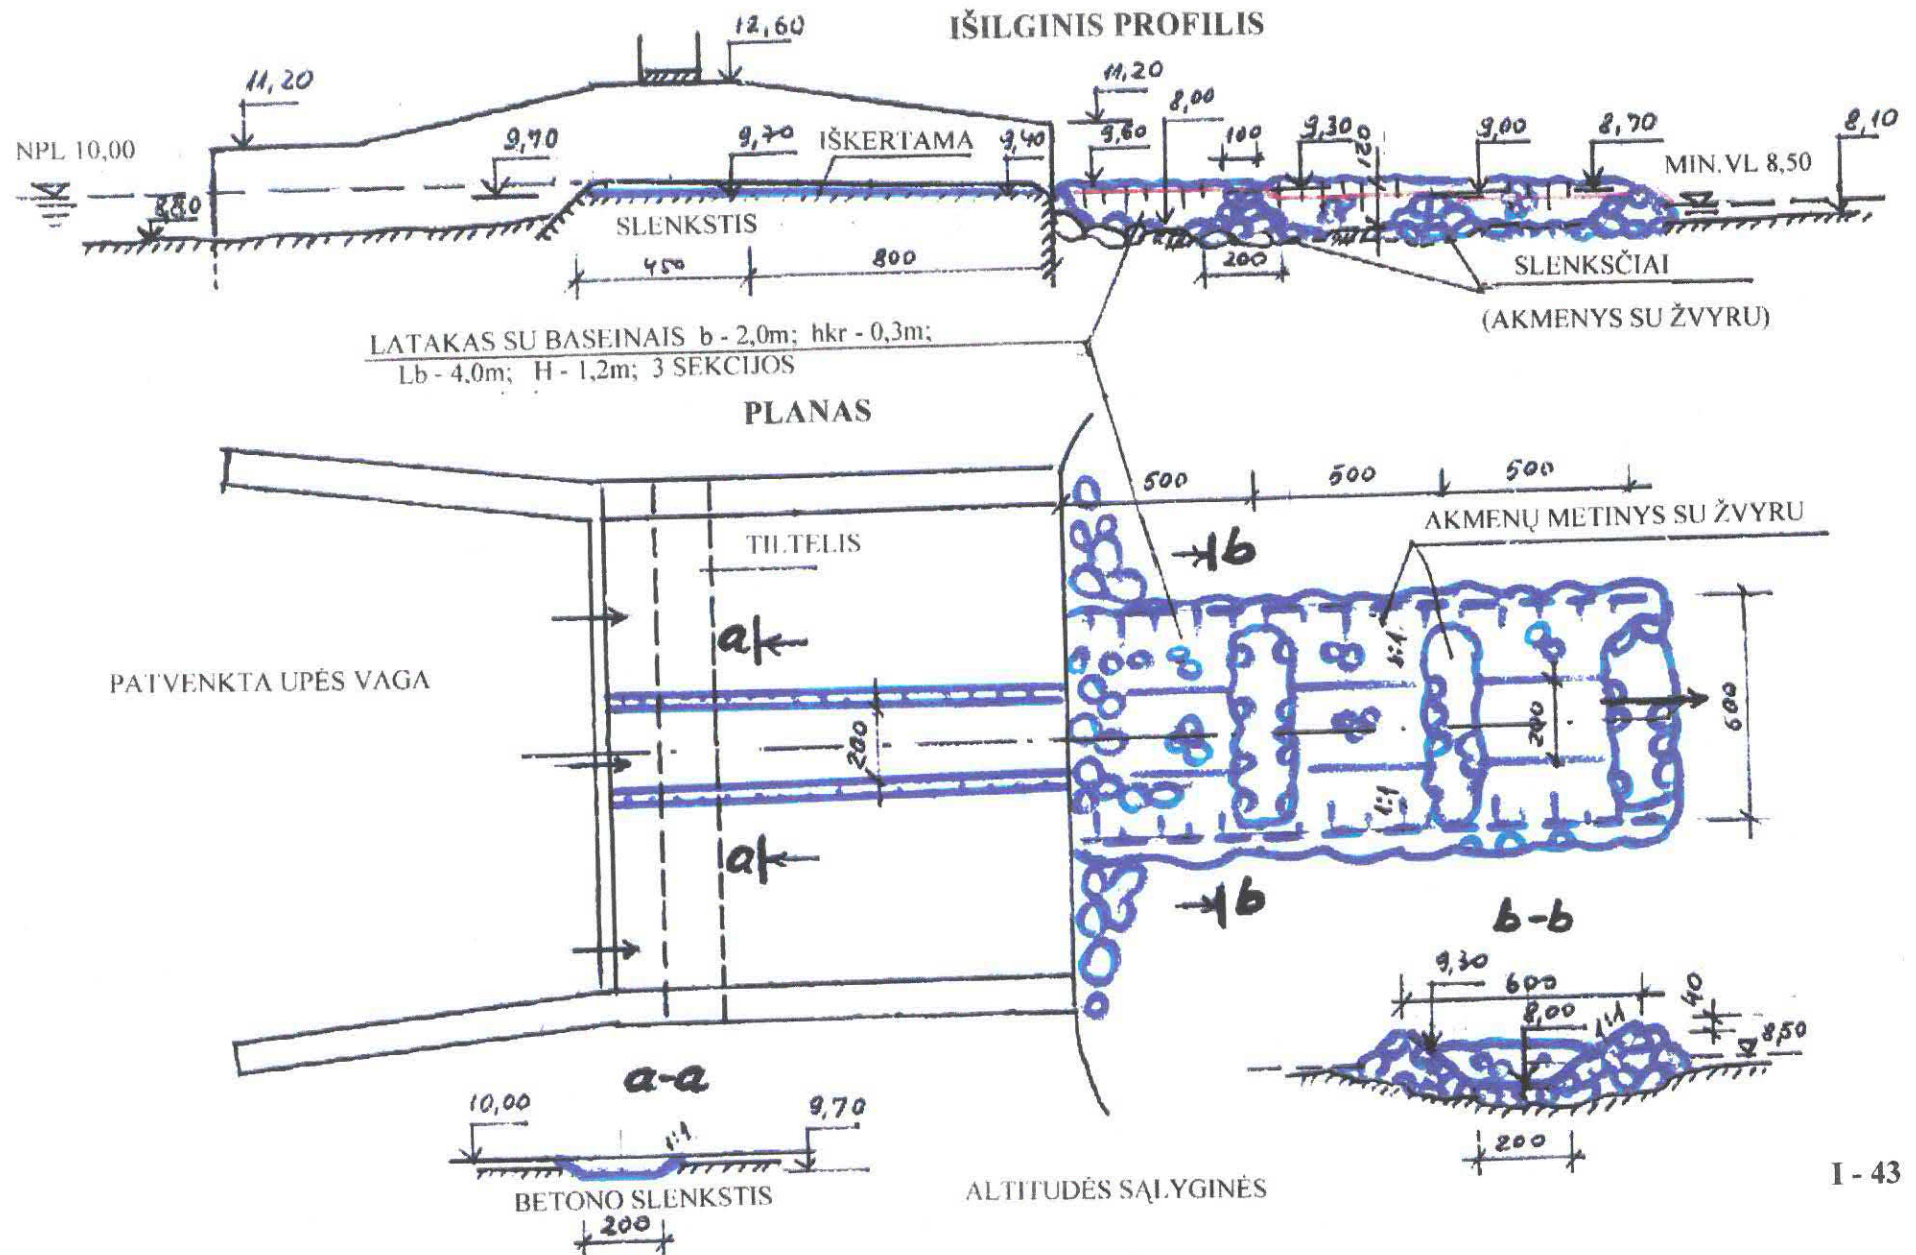 IŠILGINIS PROFILIS
12,60
11,20
11,20
8,00
NPL 10,00
9,70
9,70
IŠKERTAMA
9,40
9,60
100
9,30
120
9,00
8,70
8,10
MIN.VL 8,50
8,80
SLENKSTIS
450
800
200
SLENKSČIAI
(AKMENYS SU ŽVYRU)
LATAKAS SU BASEINAIS b - 2,0m; hkr - 0,3m;
Lb - 4,0m; H - 1,2m; 3 SEKCIJOS
PLANAS
500
500
500
AKMENŲ METINYS SU ŽVYRU
TILTELIS
b
a
1:1
PATVENKTA UPĖS VAGA
200
200
600
1:1
a
b
b-b
9,30
600
40
8,00
1:1
8,50
200
a-a
10,00
1:1
9,70
BETONO SLENKSTIS
200
ALTITUDĖS SĄLYGINĖS
I - 43